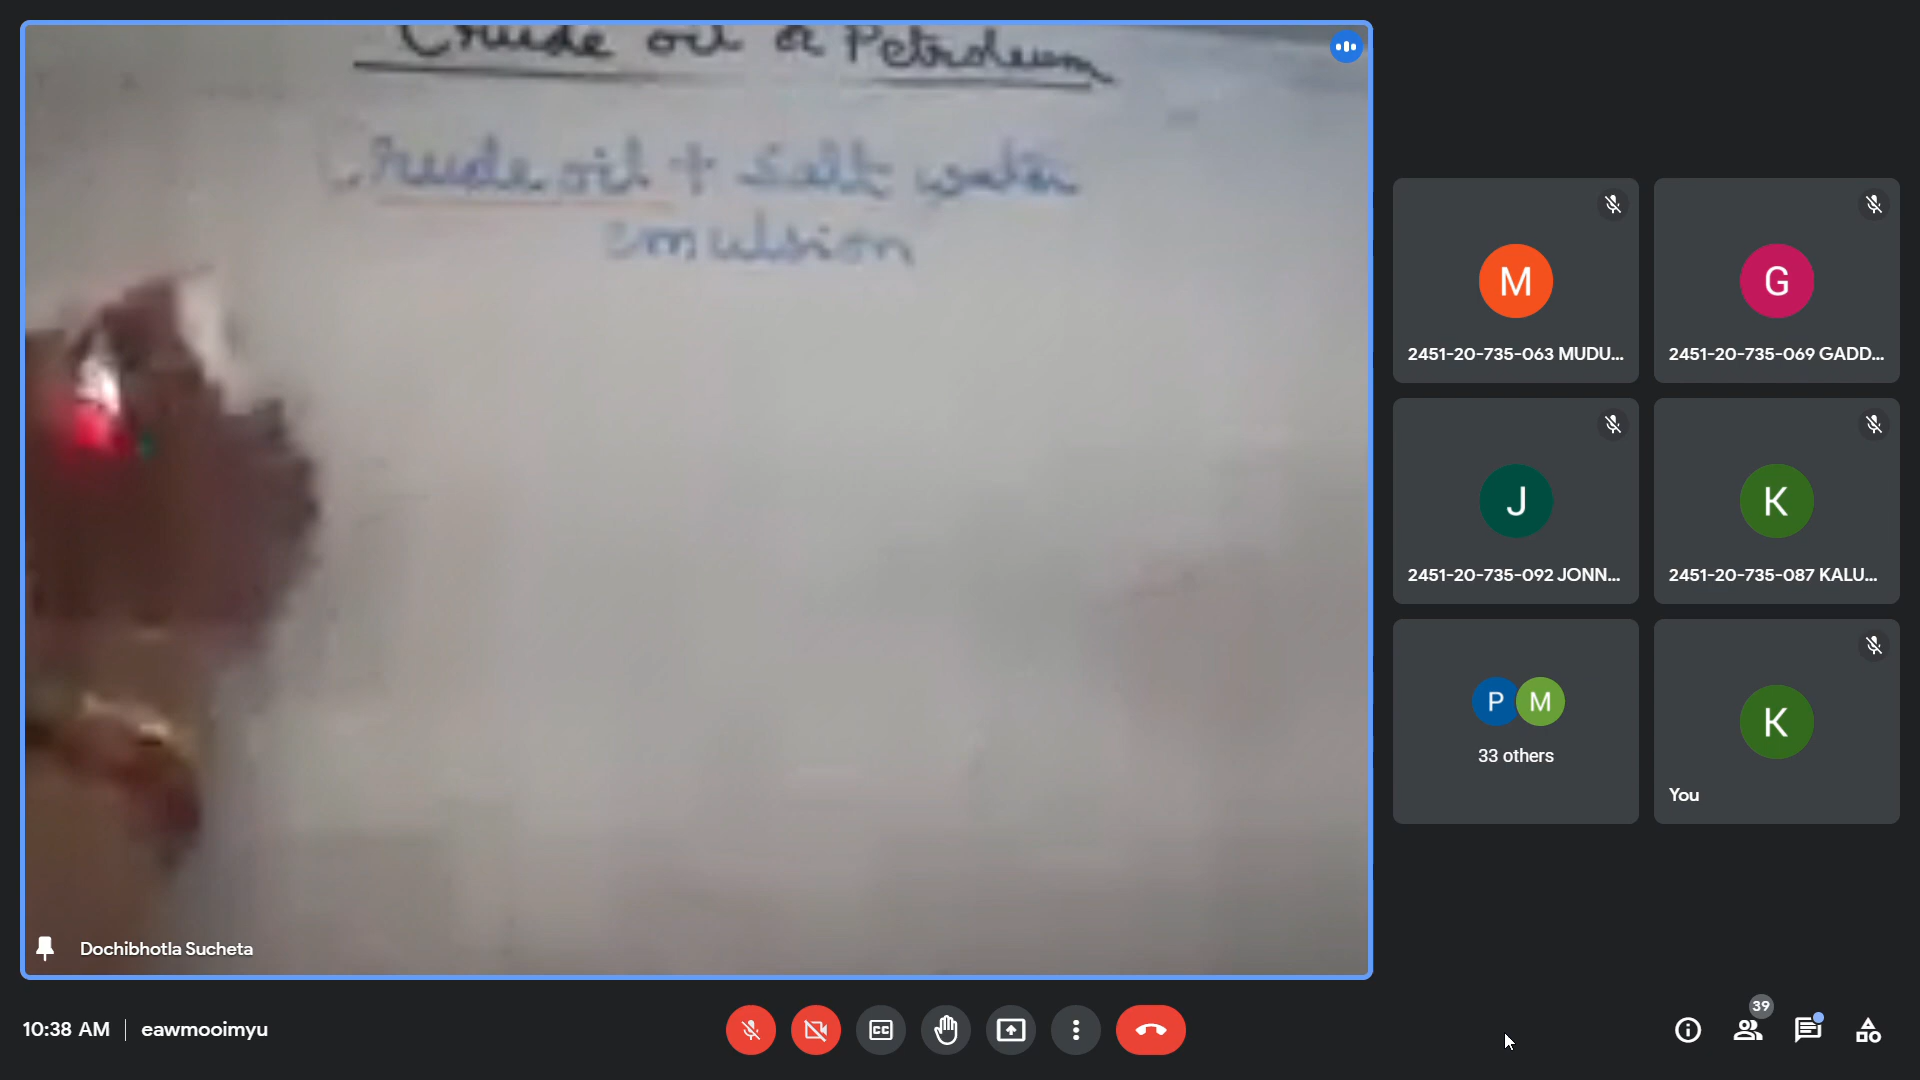 Crude oil or Petroleum
Crude oil + Salt water
emulsion
Dochibhotla Sucheta
2451-20-735-063 MUDU...
2451-20-735-069 GADD...
2451-20-735-092 JONN...
2451-20-735-087 KALU...
M
G
J
K
P M
33 others
K
You
10:38 AM | eawmooimyu
CC
39